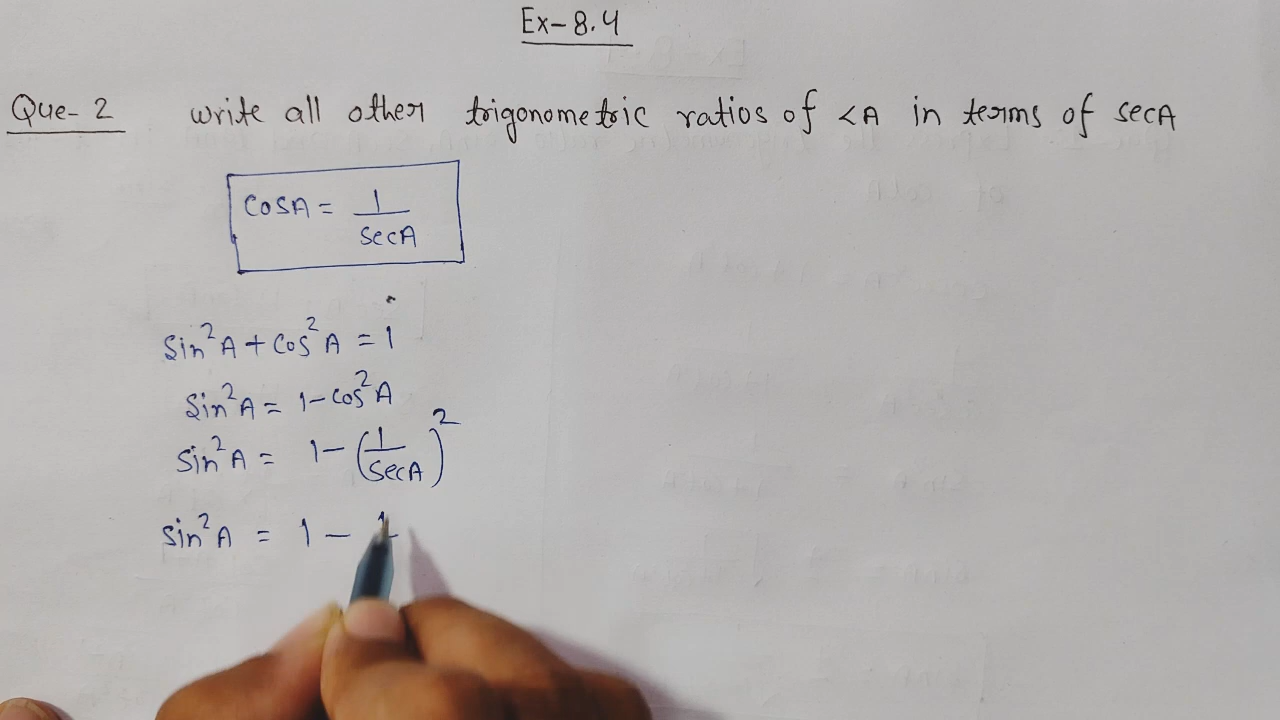 Ex-8.4
Que-2 write all other trigonometric ratios of <A in terms of secA
cosA = 1/secA
Sin²A + Cos²A = 1
Sin²A = 1-cos²A
Sin²A = 1-(1/SecA)²
Sin²A = 1 - 1